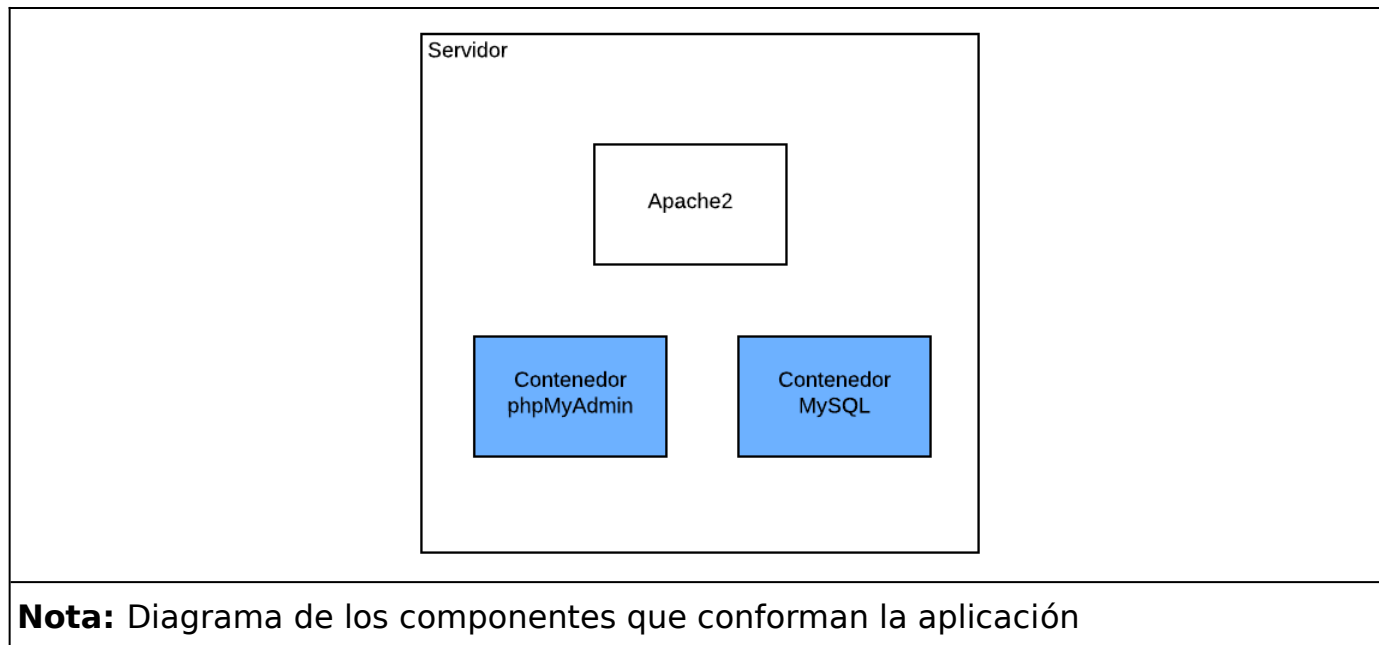 Servidor
Apache2
Contenedor
phpMyAdmin
Contenedor
MySQL
Nota: Diagrama de los componentes que conforman la aplicación